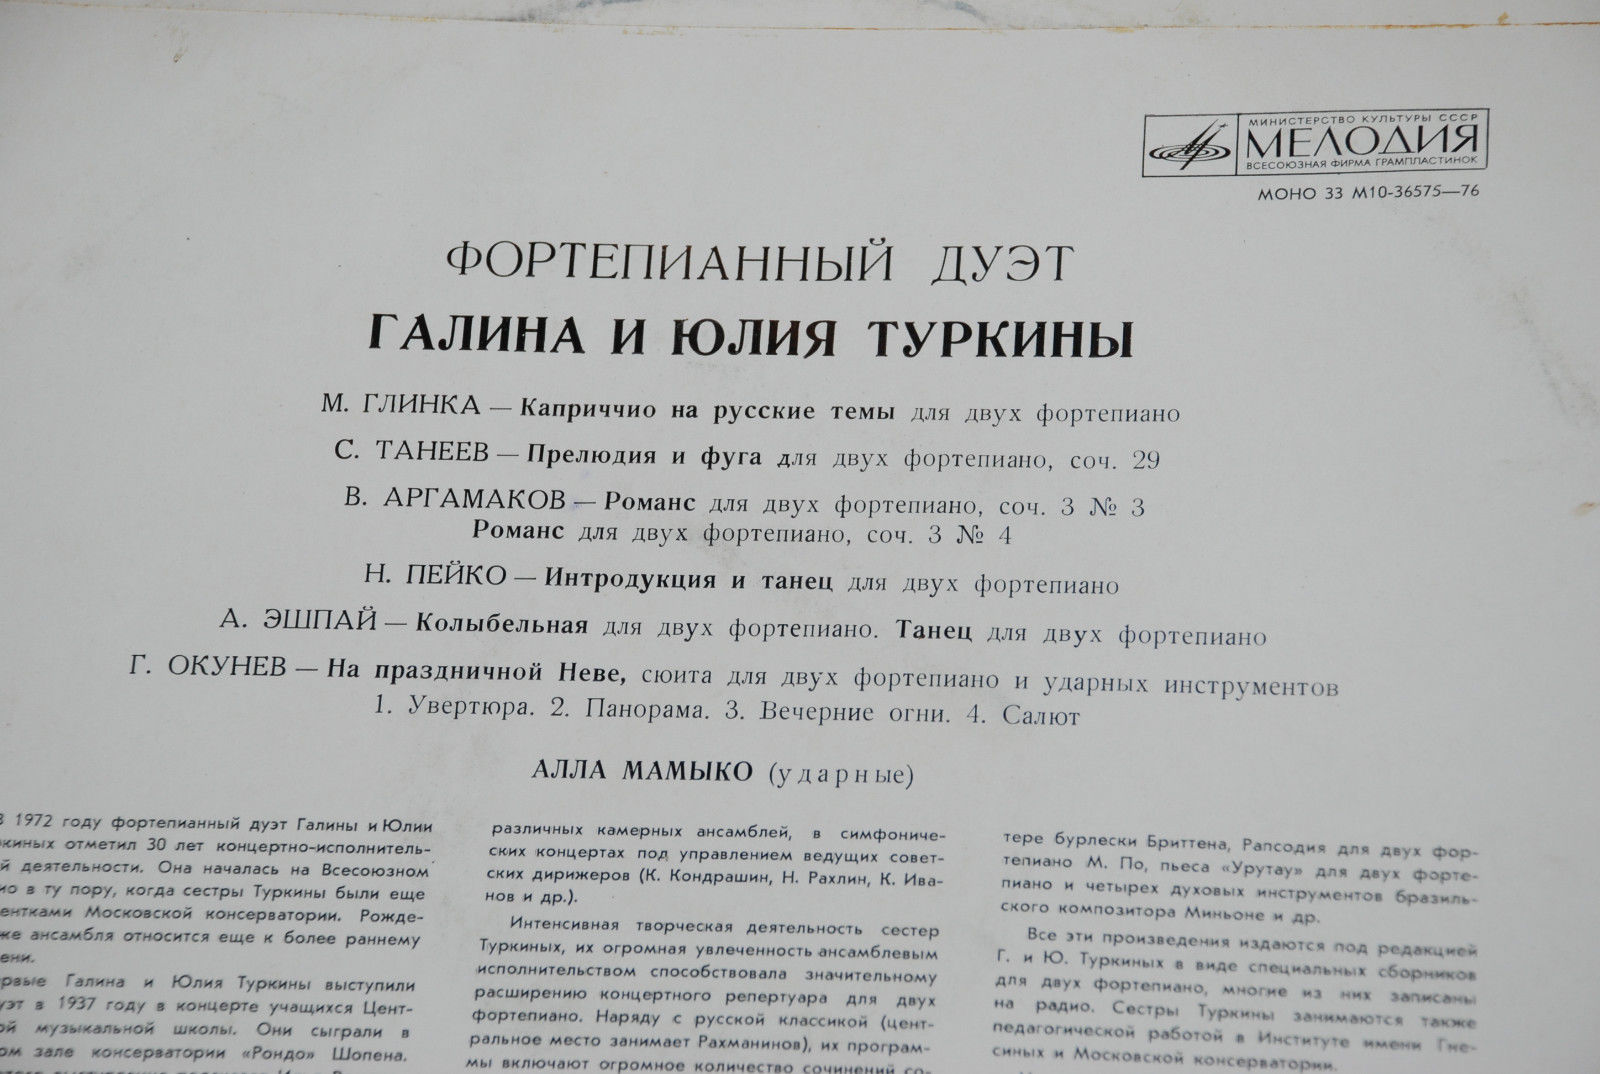 МИНИСТЕРСТВО КУЛЬТУРЫ СССР
МЕЛОДИЯ
ВСЕСОЮЗНАЯ ФИРМА ГРАМПЛАСТИНОК
МОНО 33 М10-36575—76
ФОРТЕПИАННЫЙ ДУЭТ
ГАЛИНА И ЮЛИЯ ТУРКИНЫ
М. ГЛИНКА — Каприччио на русские темы для двух фортепиано
С. ТАНЕЕВ — Прелюдия и фуга для двух фортепиано, соч. 29
В. АРГАМАКОВ — Романс для двух фортепиано, соч. 3 № 3
Романс для двух фортепиано, соч. 3 № 4
Н. ПЕЙКО — Интродукция и танец для двух фортепиано
А. ЭШПАЙ — Колыбельная для двух фортепиано. Танец для двух фортепиано
Г. ОКУНЕВ — На праздничной Неве, сюита для двух фортепиано и ударных инструментов
1. Увертюра. 2. Панорама. 3. Вечерние огни. 4. Салют
АЛЛА МАМЫКО (ударные)
В 1972 году фортепианный дуэт Галины и Юлии
ркиных отметил 30 лет концертно-исполнитель-
й деятельности. Она началась на Всесоюзном
ио в ту пору, когда сестры Туркины были еще
ентками Московской консерватории. Рожде-
же ансамбля относится еще к более раннему
ени.
рвые Галина и Юлия Туркины выступили
уэт в 1937 году в концерте учащихся Цент-
ой музыкальной школы. Они сыграли в
ом зале консерватории «Рондо» Шопена.
различных камерных ансамблей, в симфониче-
ских концертах под управлением ведущих совет-
ских дирижеров (К. Кондрашин, Н. Рахлин, К. Ива-
нов и др.).
Интенсивная творческая деятельность сестер
Туркиных, их огромная увлеченность ансамблевым
исполнительством способствовала значительному
расширению концертного репертуара для двух
фортепиано. Наряду с русской классикой (цент-
ральное место занимает Рахманинов), их програм-
мы включают огромное количество сочинений со-
тере бурлески Бриттена, Рапсодия для двух фор-
тепиано М. По, пьеса «Урутау» для двух форте-
пиано и четырех духовых инструментов бразиль-
ского композитора Миньоне и др.
Все эти произведения издаются под редакцией
Г. и Ю. Туркиных в виде специальных сборников
для двух фортепиано, многие из них записаны
на радио. Сестры Туркины занимаются также
педагогической работой в Институте имени Гне-
синых и Московской консерватории.